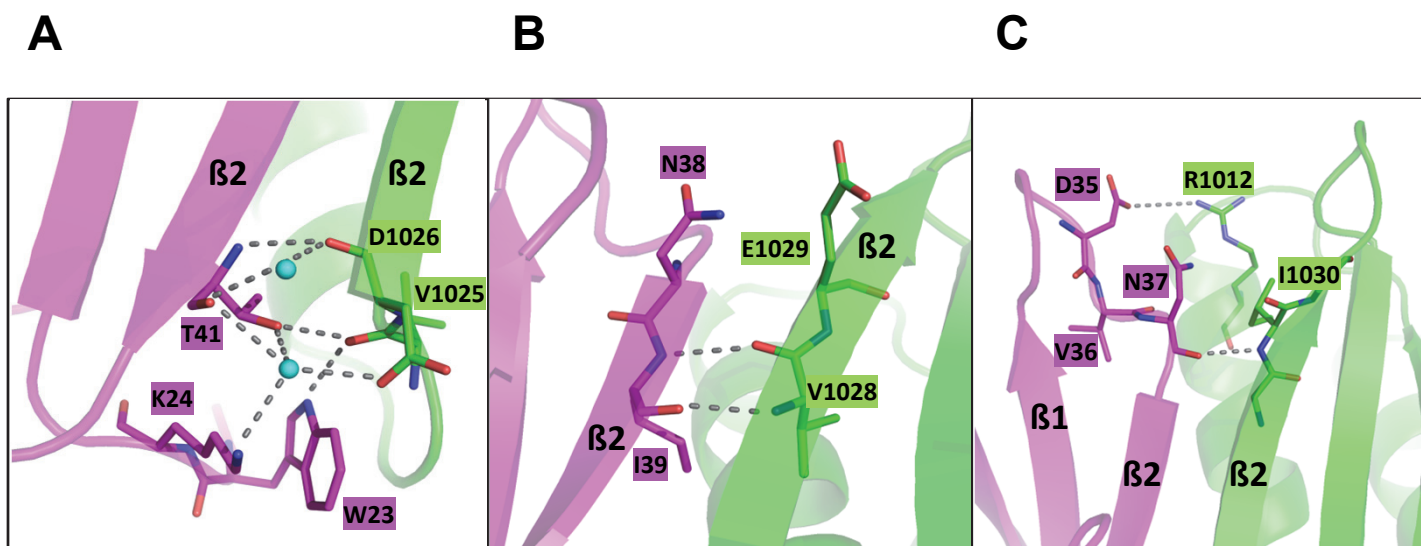 A
B
C
ß2
ß2
D1026
V1025
T41
K24
W23
N38
E1029
ß2
V1028
ß2
I39
D35
R1012
N37
I1030
V36
ß1
ß2
ß2